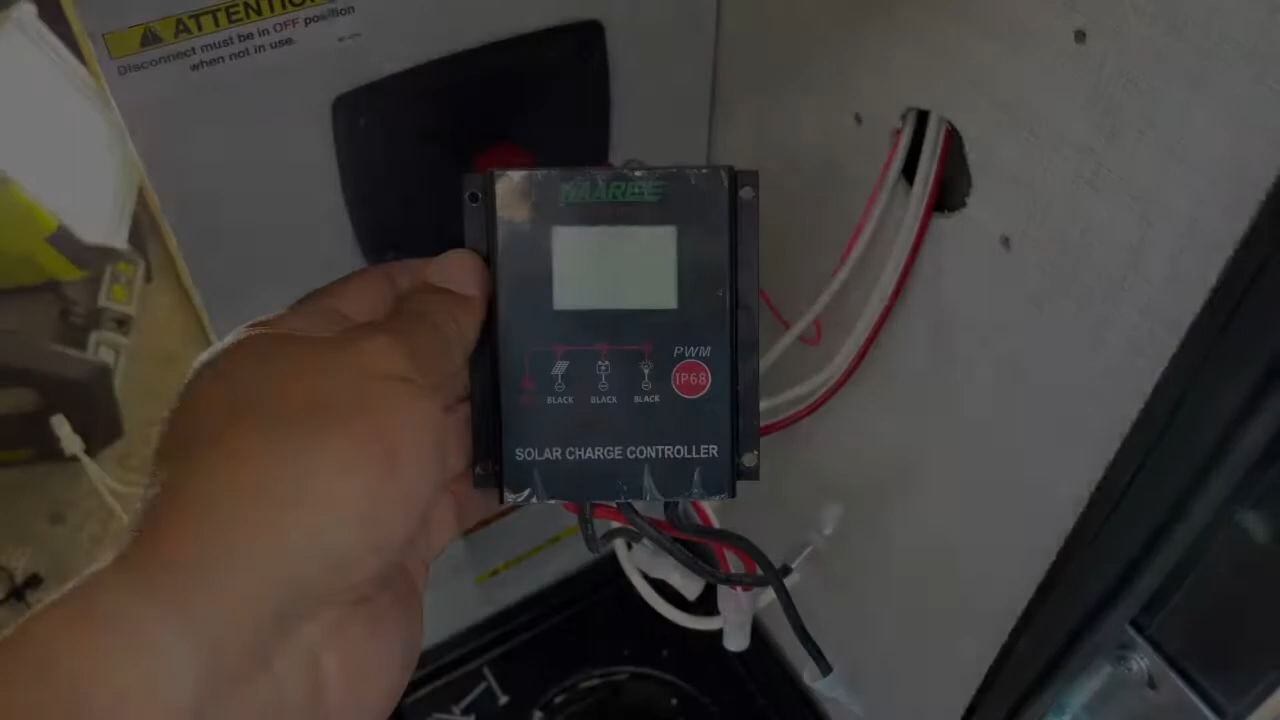 ATTENTION
Disconnect must be in OFF position
when not in use.
PWM
IP68
BLACK BLACK BLACK
SOLAR CHARGE CONTROLLER